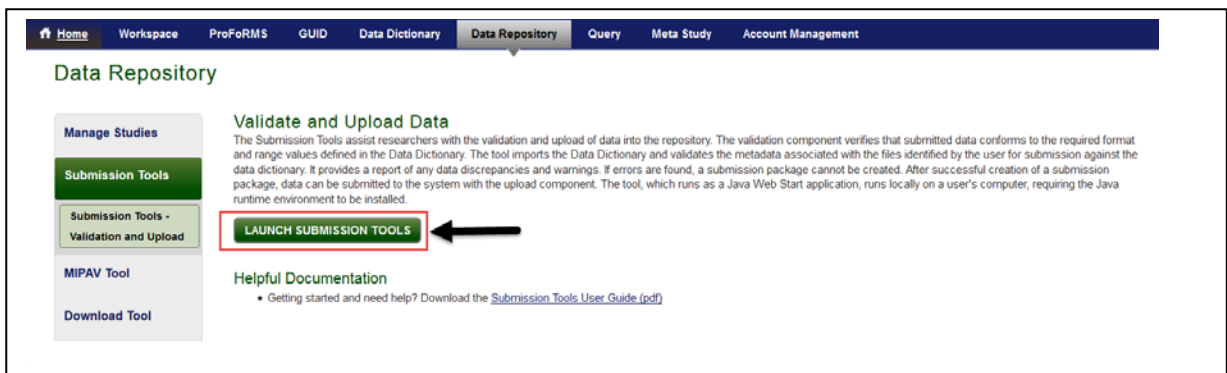 Home Workspace ProFoRMS GUID Data Dictionary Data Repository Query Meta Study Account Management
Data Repository
Manage Studies
Submission Tools
Submission Tools -
Validation and Upload
MIPAV Tool
Download Tool
Validate and Upload Data
The Submission Tools assist researchers with the validation and upload of data into the repository. The validation component verifies that submitted data conforms to the required format
and range values defined in the Data Dictionary. The tool imports the Data Dictionary and validates the metadata associated with the files identified by the user for submission against the
data dictionary. It provides a report of any data discrepancies and warnings. If errors are found, a submission package cannot be created. After successful creation of a submission
package, data can be submitted to the system with the upload component. The tool, which runs as a Java Web Start application, runs locally on a user's computer, requiring the Java
runtime environment to be installed.
LAUNCH SUBMISSION TOOLS
Helpful Documentation
• Getting started and need help? Download the Submission Tools User Guide (pdf)